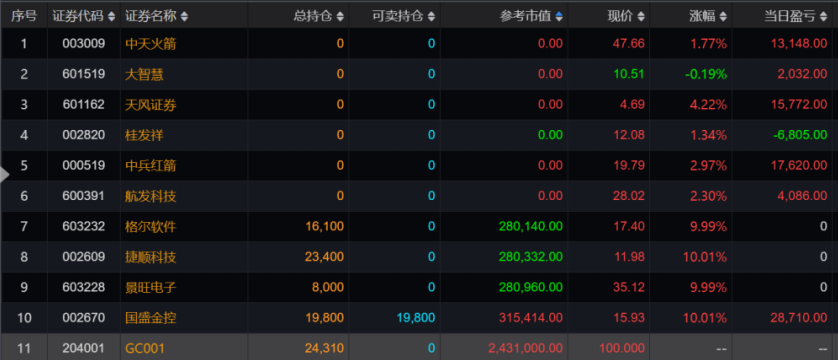 序号 证券代码 证券名称 总持仓 可卖持仓 参考市值 现价 涨幅 当日盈亏
1 003009 中天火箭 0 0 0.00 47.66 1.77% 13,148.00
2 601519 大智慧 0 0 0.00 10.51 -0.19% 2,032.00
3 601162 天风证券 0 0 0.00 4.69 4.22% 15,772.00
4 002820 桂发祥 0 0 0.00 12.08 1.34% -6,805.00
5 000519 中兵红箭 0 0 0.00 19.79 2.97% 17,620.00
6 600391 航发科技 0 0 0.00 28.02 2.30% 4,086.00
7 603232 格尔软件 16,100 0 280,140.00 17.40 9.99% 0
8 002609 捷顺科技 23,400 0 280,332.00 11.98 10.01% 0
9 603228 景旺电子 8,000 0 280,960.00 35.12 9.99% 0
10 002670 国盛金控 19,800 19,800 315,414.00 15.93 10.01% 28,710.00
11 204001 GC001 24,310 0 2,431,000.00 100.000 -- --